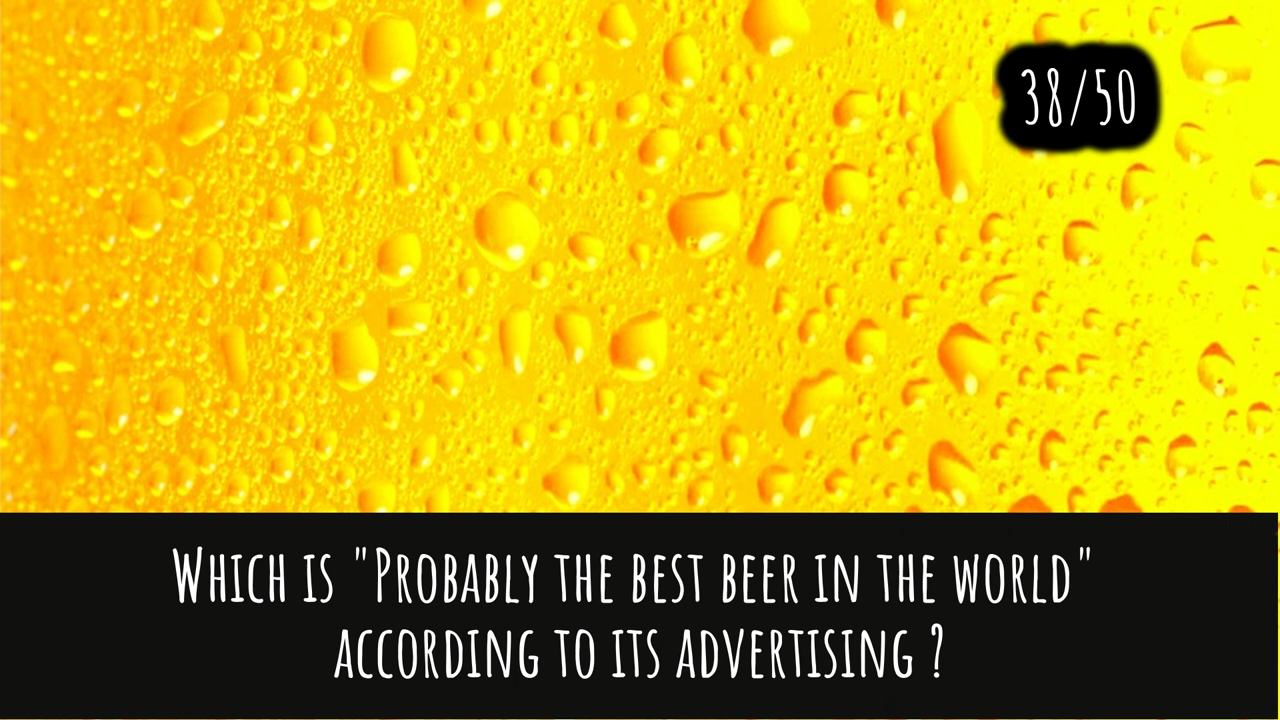 38/50
Which is "Probably the best beer in the world"
according to its advertising ?